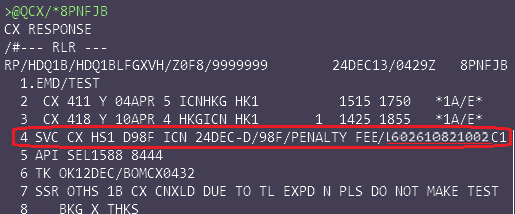 >@QCX/*8PNFJB
CX RESPONSE
/#--- RLR ---
RP/HDQ1B/HDQ1BLFGXVH/Z0F8/9999999 24DEC13/0429Z 8PNFJB
1.EMD/TEST
2 CX 411 Y 04APR 5 ICNHKG HK1 1515 1750 *1A/E*
3 CX 418 Y 10APR 4 HKGICN HK1 1 1425 1855 *1A/E*
4 SVC CX HS1 D98F ICN 24DEC-D/98F/PENALTY FEE/1602610821002C1
5 API SEL1588 8444
6 TK OK12DEC/BOMCX0432
7 SSR OTHS 1B CX CNXLD DUE TO TL EXPD N PLS DO NOT MAKE TEST
8 BKG X THKS